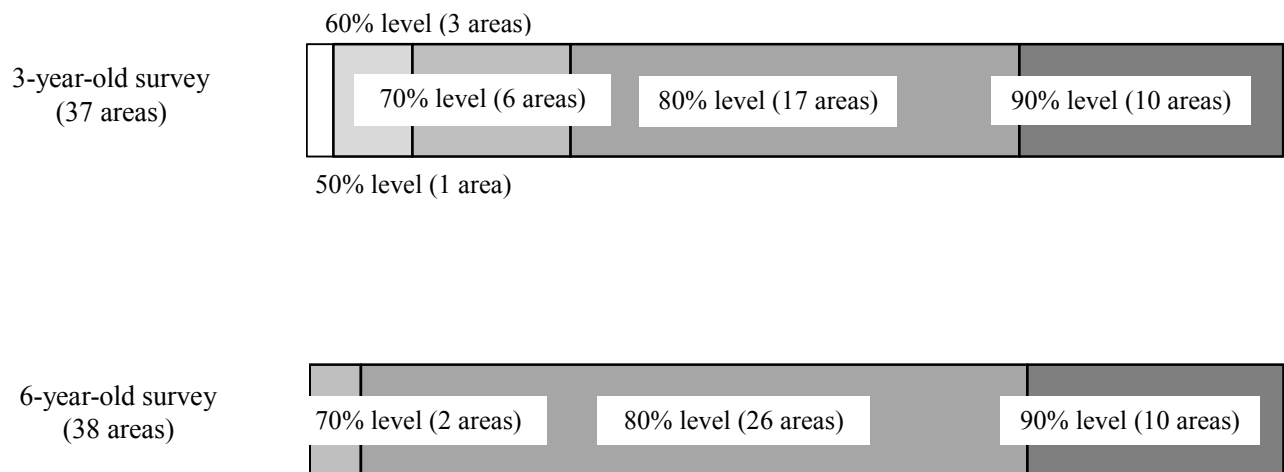 60% level (3 areas)
3-year-old survey
(37 areas)
70% level (6 areas)
80% level (17 areas)
90% level (10 areas)
50% level (1 area)
6-year-old survey
(38 areas)
70% level (2 areas)
80% level (26 areas)
90% level (10 areas)